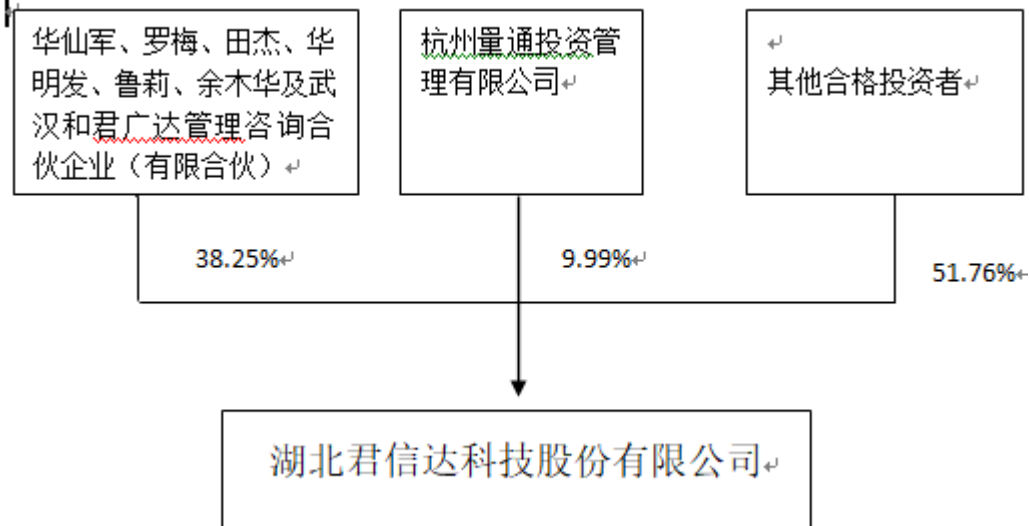 华仙军、罗梅、田杰、华
明发、鲁莉、余木华及武
汉和君广达管理咨询合
伙企业（有限合伙）
杭州量通投资管
理有限公司
其他合格投资者
38.25%
9.99%
51.76%
湖北君信达科技股份有限公司